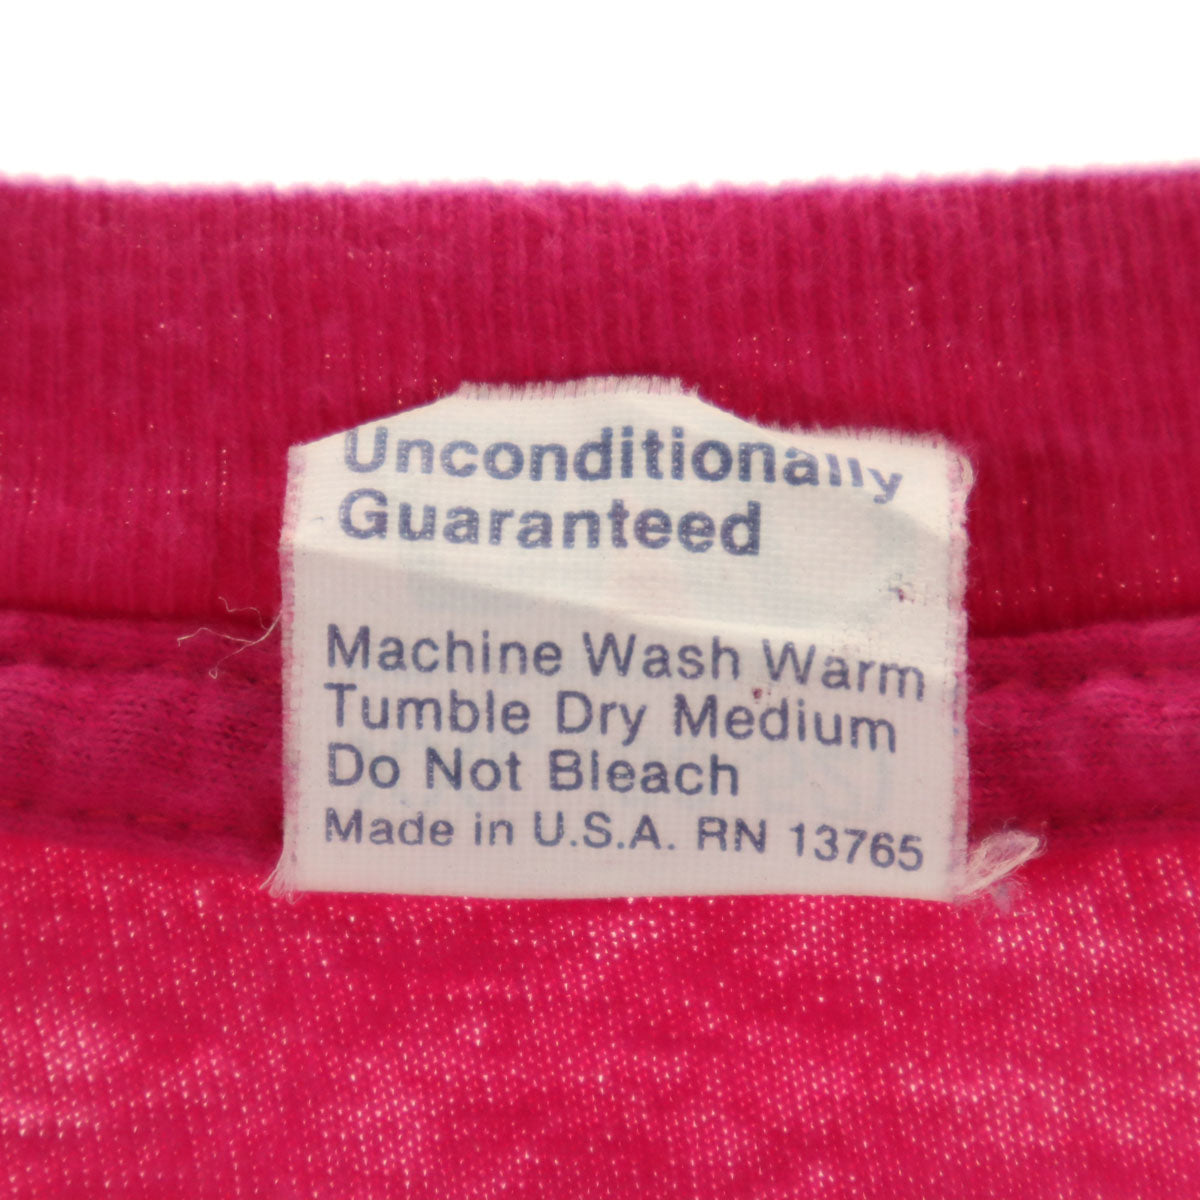 Unconditionally
Guaranteed
Machine Wash Warm
Tumble Dry Medium
Do Not Bleach
Made in U.S.A. RN 13765